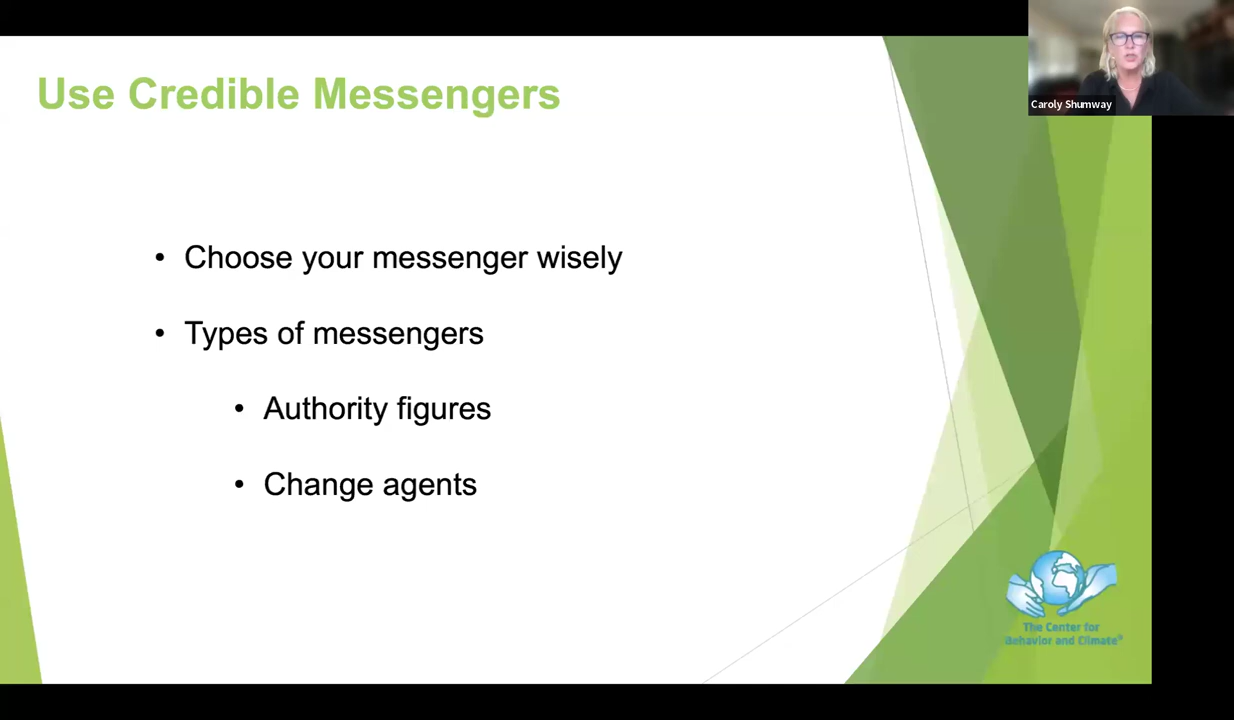 Use Credible Messengers
Caroly Shumway
• Choose your messenger wisely
• Types of messengers
• Authority figures
• Change agents
The Center for
Behavior and Climate®